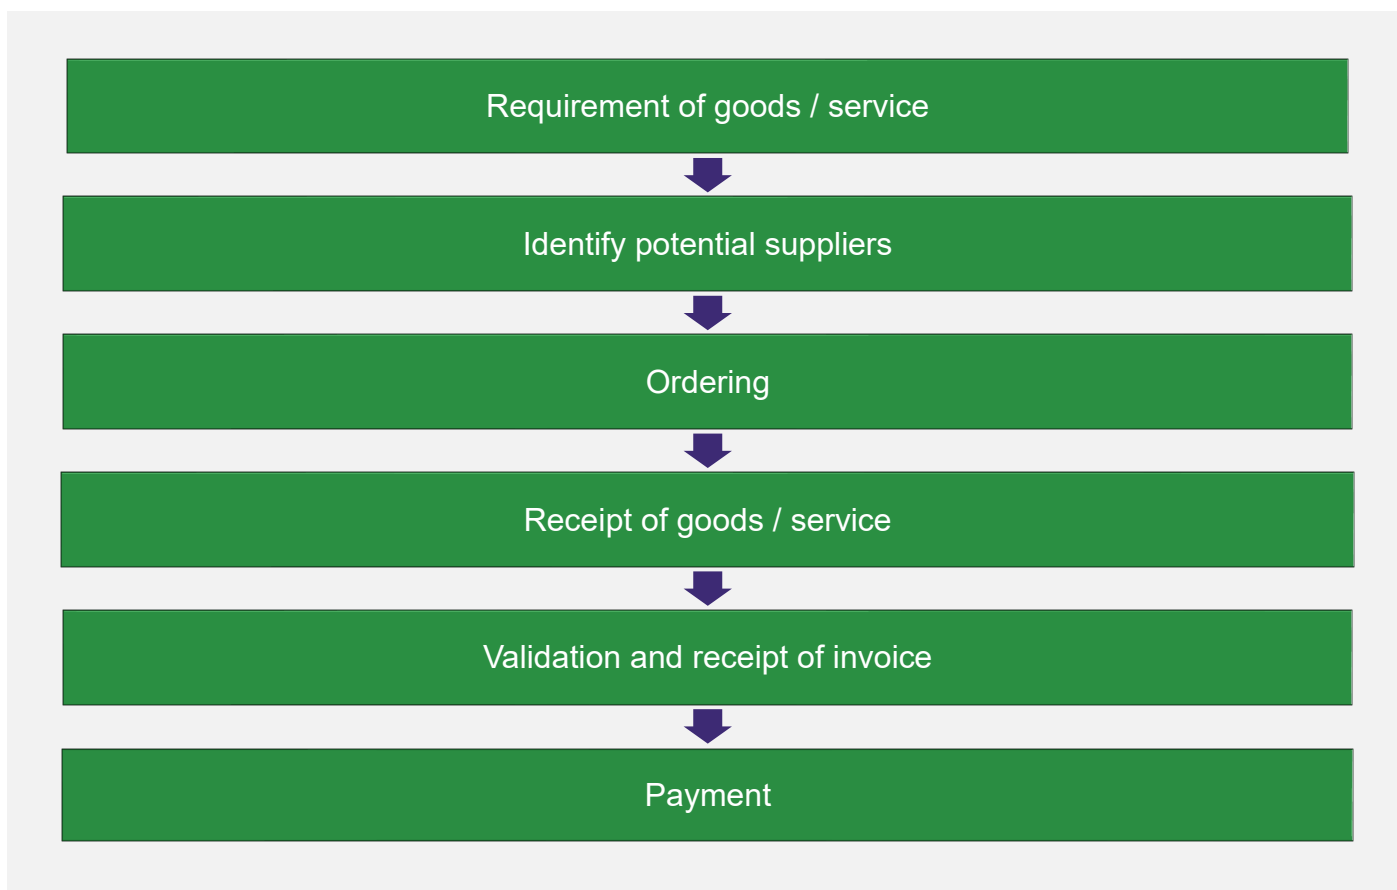 Requirement of goods / service
Identify potential suppliers
Ordering
Receipt of goods / service
Validation and receipt of invoice
Payment